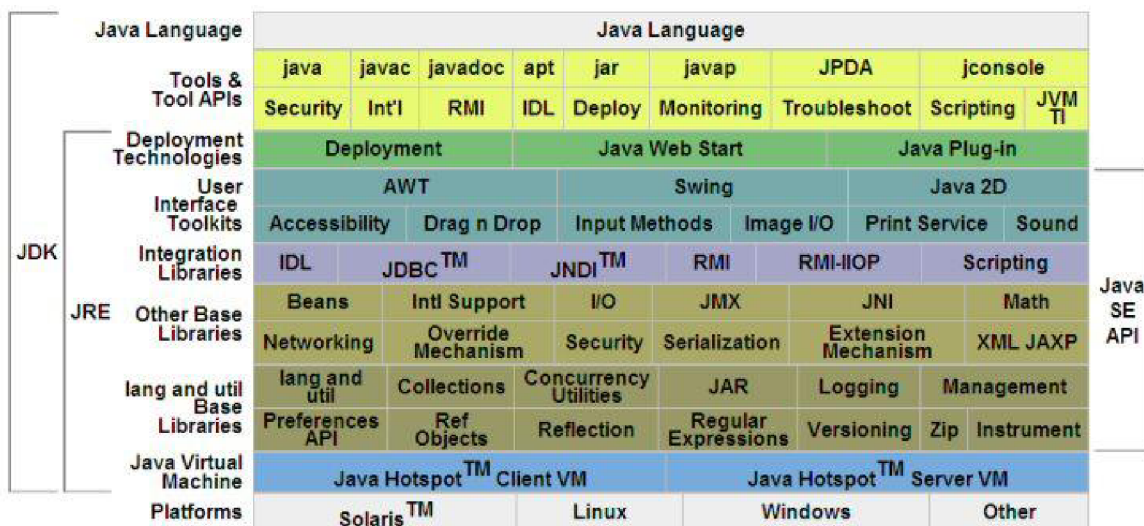 Java Language Java Language
Tools & Tool APIs java javac javadoc apt jar javap JPDA jconsole
Security Int'l RMI IDL Deploy Monitoring Troubleshoot Scripting JVM TI
Deployment Technologies Deployment Java Web Start Java Plug-in
User Interface Toolkits AWT Swing Java 2D
Accessibility Drag n Drop Input Methods Image I/O Print Service Sound
JDK
Integration Libraries IDL JDBC™ JNDI™ RMI RMI-IIOP Scripting
JRE
Other Base Libraries Beans Intl Support I/O JMX JNI Math
Java SE API
Networking Override Mechanism Security Serialization Extension Mechanism XML JAXP
lang and util Base Libraries lang and util Collections Concurrency Utilities JAR Logging Management
Preferences API Ref Objects Reflection Regular Expressions Versioning Zip Instrument
Java Virtual Machine Java Hotspot™ Client VM Java Hotspot™ Server VM
Platforms Solaris™ Linux Windows Other